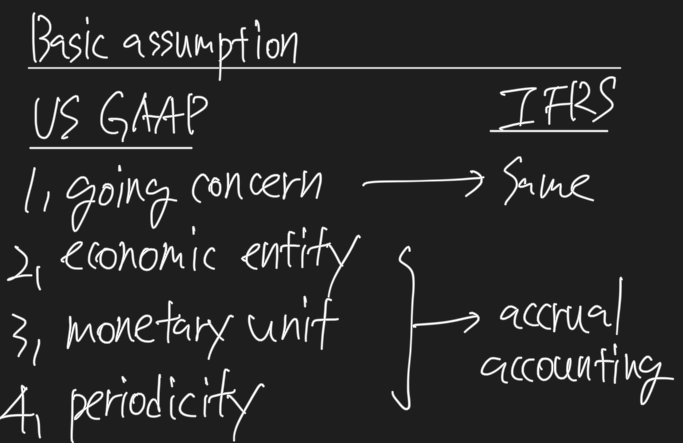 Basic assumption
US GAAP IFRS
1, going concern → Same
2, economic entity
3, monetary unit → accrual
accounting
4, periodicity